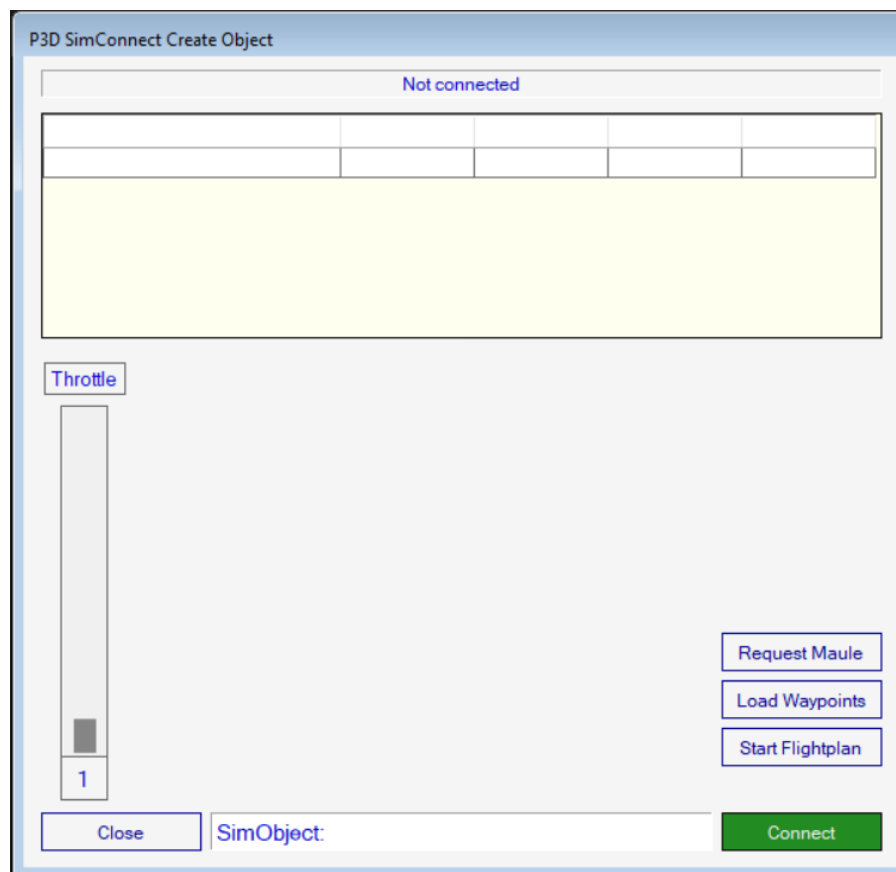 P3D SimConnect Create Object
Not connected
Throttle
Request Maule
Load Waypoints
Start Flightplan
1
Close
SimObject:
Connect